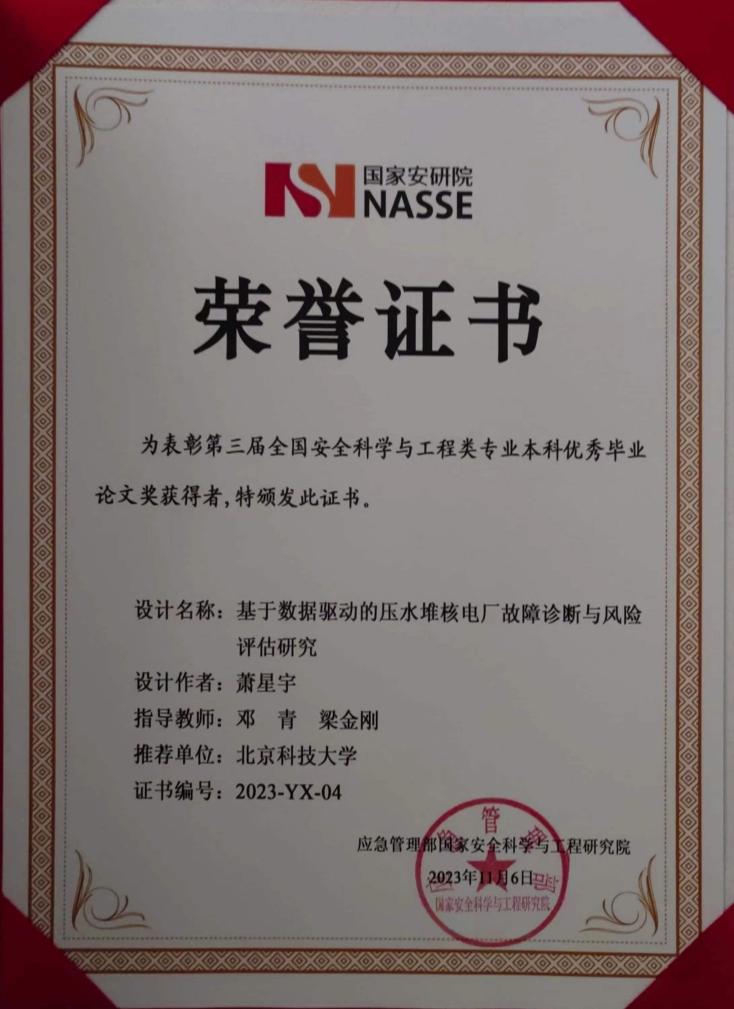 国家安研院
NASSE
荣誉证书
为表彰第三届全国安全科学与工程类专业本科优秀毕业
论文奖获得者,特颁发此证书。
设计名称：基于数据驱动的压水堆核电厂故障诊断与风险
评估研究
设计作者：萧星宇
指导教师：邓 青 梁金刚
推荐单位：北京科技大学
证书编号：2023-YX-04
应急管理部国家安全科学与工程研究院
2023年11月6日
国家安全科学与工程研究院